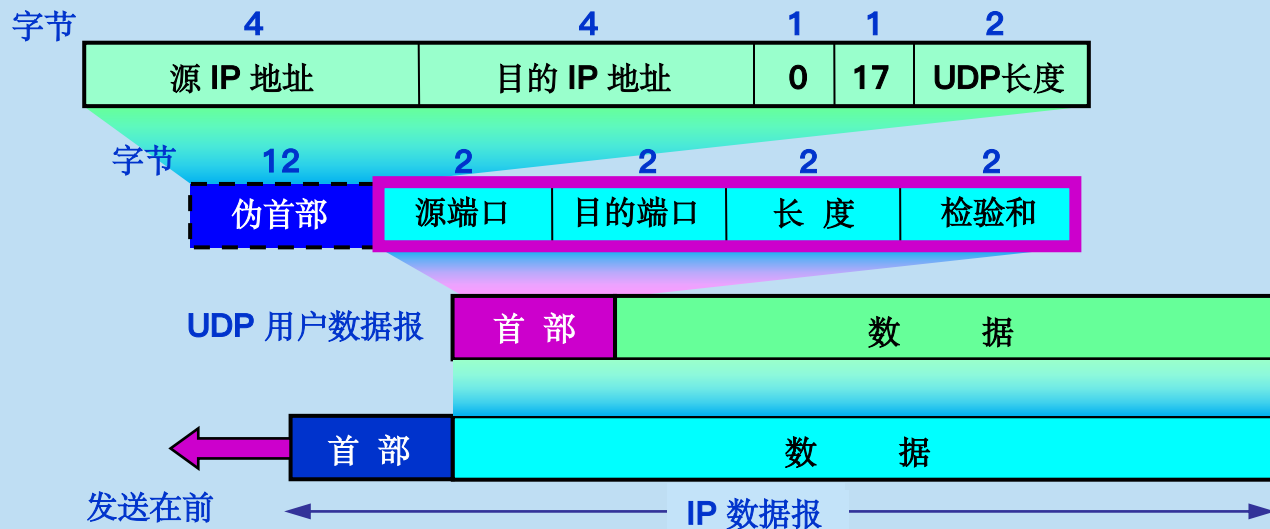 字节 4 4 1 1 2
源 IP 地址 目的 IP 地址 0 17 UDP长度
字节 12 2 2 2 2
伪首部 源端口 目的端口 长 度 检验和
UDP 用户数据报 首 部 数 据
首 部 数 据
发送在前 IP 数据报